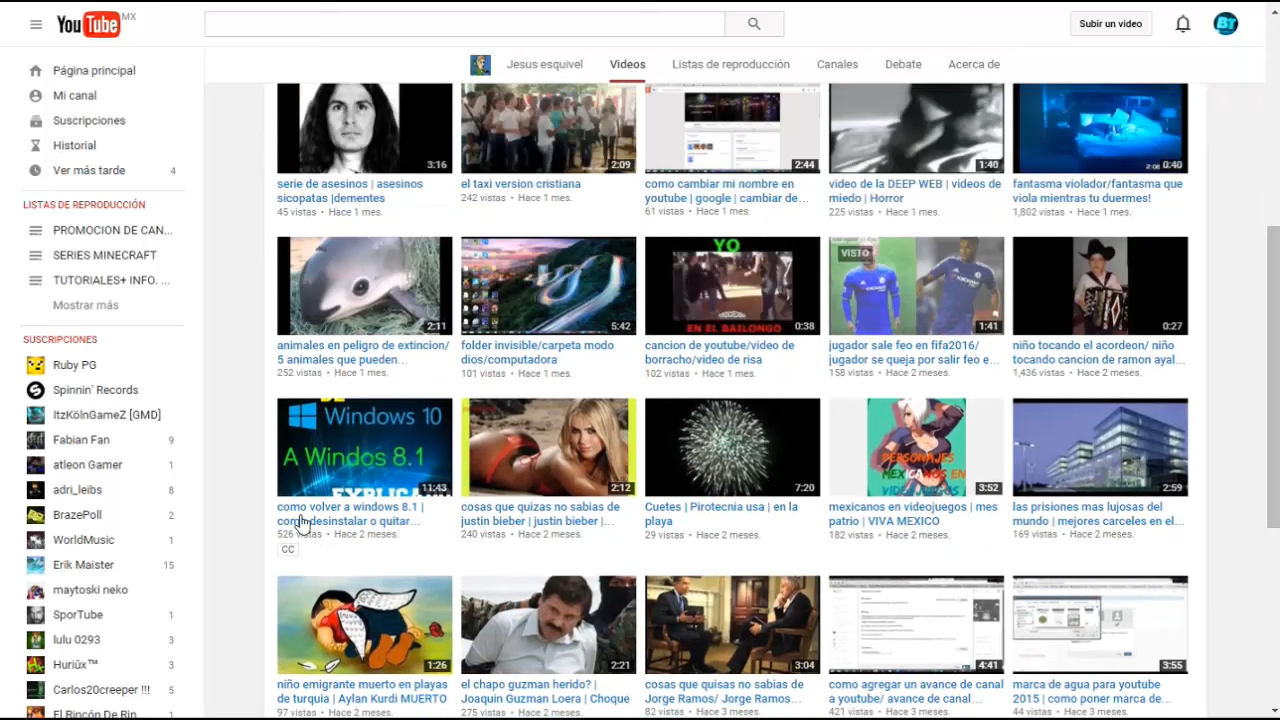 YouTube MX
Subir un video
BT
Jesus esquivel Videos Listas de reproducción Canales Debate Acerca de
Página principal
Mi canal
Suscripciones
Historial
Ver más tarde 4
LISTAS DE REPRODUCCIÓN
PROMOCION DE CAN...
SERIES MINECRAFT
TUTORIALES+ INFO. ...
Mostrar más
SUSCRIPCIONES
Ruby PG
Spinnin' Records
ItzKölnGameZ [GMD]
Fabian Fan 9
atleon Gamer 1
adri_leibs 8
BrazePoll 2
WorldMusic 1
Erik Maister 15
maytoski neko
SporTube 1
lulu 0293 3
Huriúx™ 3
Carlos20creeper !!! 5
El Rincón De Rin
3:16
serie de asesinos | asesinos
sicopatas |dementes
45 vistas • Hace 1 mes.
2:09
el taxi version cristiana
242 vistas • Hace 1 mes.
2:44
como cambiar mi nombre en
youtube | google | cambiar de...
61 vistas • Hace 1 mes.
1:40
video de la DEEP WEB | videos de
miedo | Horror
225 vistas • Hace 1 mes.
2:08 0:40
fantasma violador/fantasma que
viola mientras tu duermes!
1,802 vistas • Hace 1 mes.
2:11
animales en peligro de extincion/
5 animales que pueden...
252 vistas • Hace 1 mes.
5:42
folder invisible/carpeta modo
dios/computadora
101 vistas • Hace 1 mes.
YO
EN EL BAILONGO
0:38
cancion de youtube/video de
borracho/video de risa
102 vistas • Hace 1 mes.
VISTO
YOKOHAMA
1:41
jugador sale feo en fifa2016/
jugador se queja por salir feo e...
158 vistas • Hace 2 meses.
0:27
niño tocando el acordeon/ niño
tocando cancion de ramon ayal...
1,436 vistas • Hace 2 meses.
DE
Windows 10
A Windos 8.1
11:43
como volver a windows 8.1 |
como desinstalar o quitar...
526 vistas • Hace 2 meses.
CC
2:12
cosas que quizas no sabias de
justin bieber | justin bieber |...
240 vistas • Hace 2 meses.
7:20
Cuetes | Pirotecnia usa | en la
playa
29 vistas • Hace 2 meses.
PERSONAJES
MEXICANOS EN
3:52
mexicanos en videojuegos | mes
patrio | VIVA MEXICO
182 vistas • Hace 2 meses.
2:59
las prisiones mas lujosas del
mundo | mejores carceles en el...
169 vistas • Hace 2 meses.
1:26
niño emigrante muerto en playas
de turquia | Aylan Kurdi MUERTO
97 vistas • Hace 2 meses.
2:21
el chapo guzman herido? |
Joaquin Guzman Loera | Choque
275 vistas • Hace 2 meses.
3:04
cosas que quisas no sabias de
Jorge Ramos/ Jorge Ramos...
82 vistas • Hace 3 meses.
4:41
como agregar un avance de canal
a youtube/ avance de canal...
421 vistas • Hace 3 meses.
3:55
marca de agua para youtube
2015 | como poner marca de...
44 vistas • Hace 3 meses.